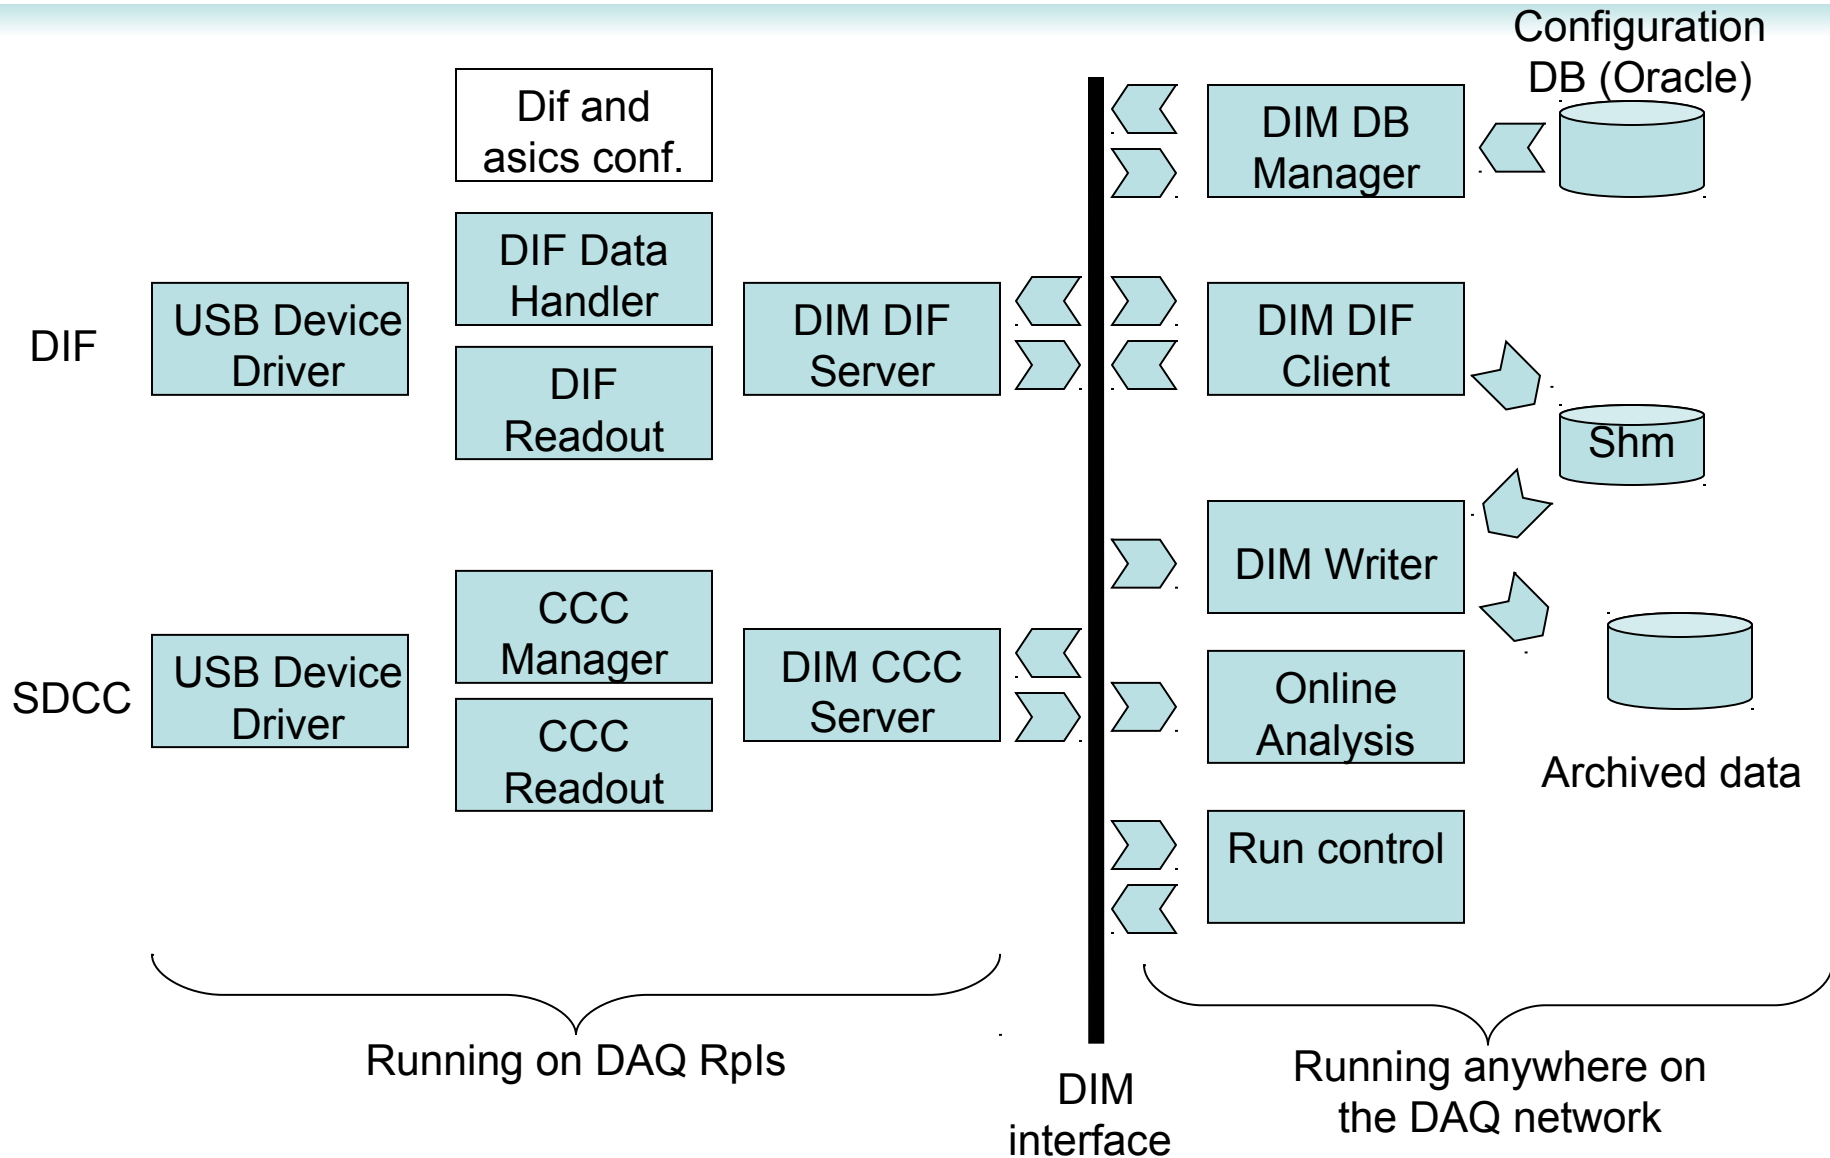 Configuration
DB (Oracle)
Dif and
asics conf.
DIM DB
Manager
DIF
USB Device
Driver
DIF Data
Handler
DIF
Readout
DIM DIF
Server
DIM DIF
Client
Shm
DIM Writer
SDCC
USB Device
Driver
CCC
Manager
CCC
Readout
DIM CCC
Server
Online
Analysis
Archived data
Run control
Running on DAQ RpIs
DIM
interface
Running anywhere on
the DAQ network